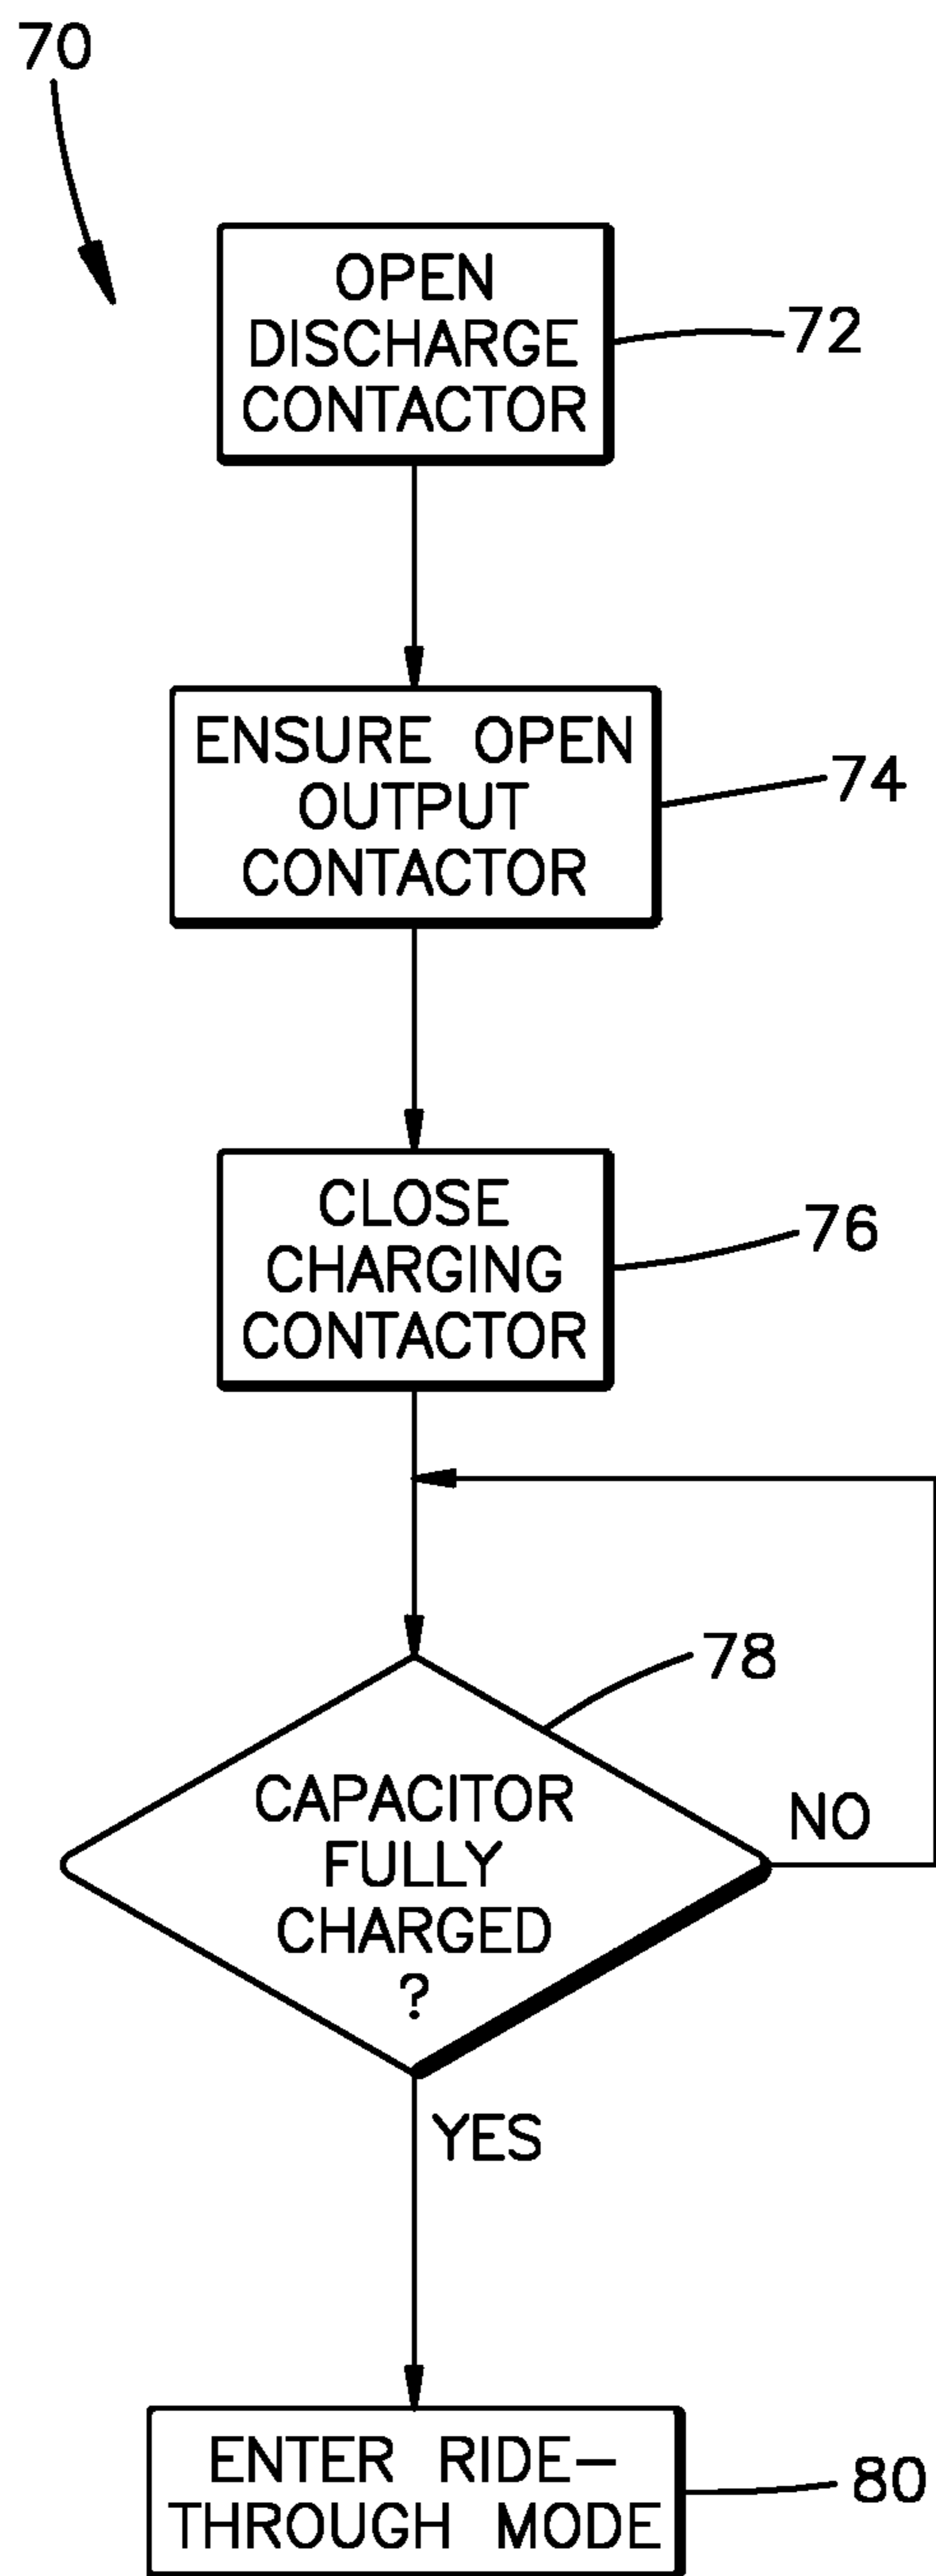 70
OPEN
DISCHARGE
CONTACTOR
72
ENSURE OPEN
OUTPUT
CONTACTOR
74
CLOSE
CHARGING
CONTACTOR
76
78
CAPACITOR
FULLY
CHARGED
?
NO
YES
ENTER RIDE-
THROUGH MODE
80